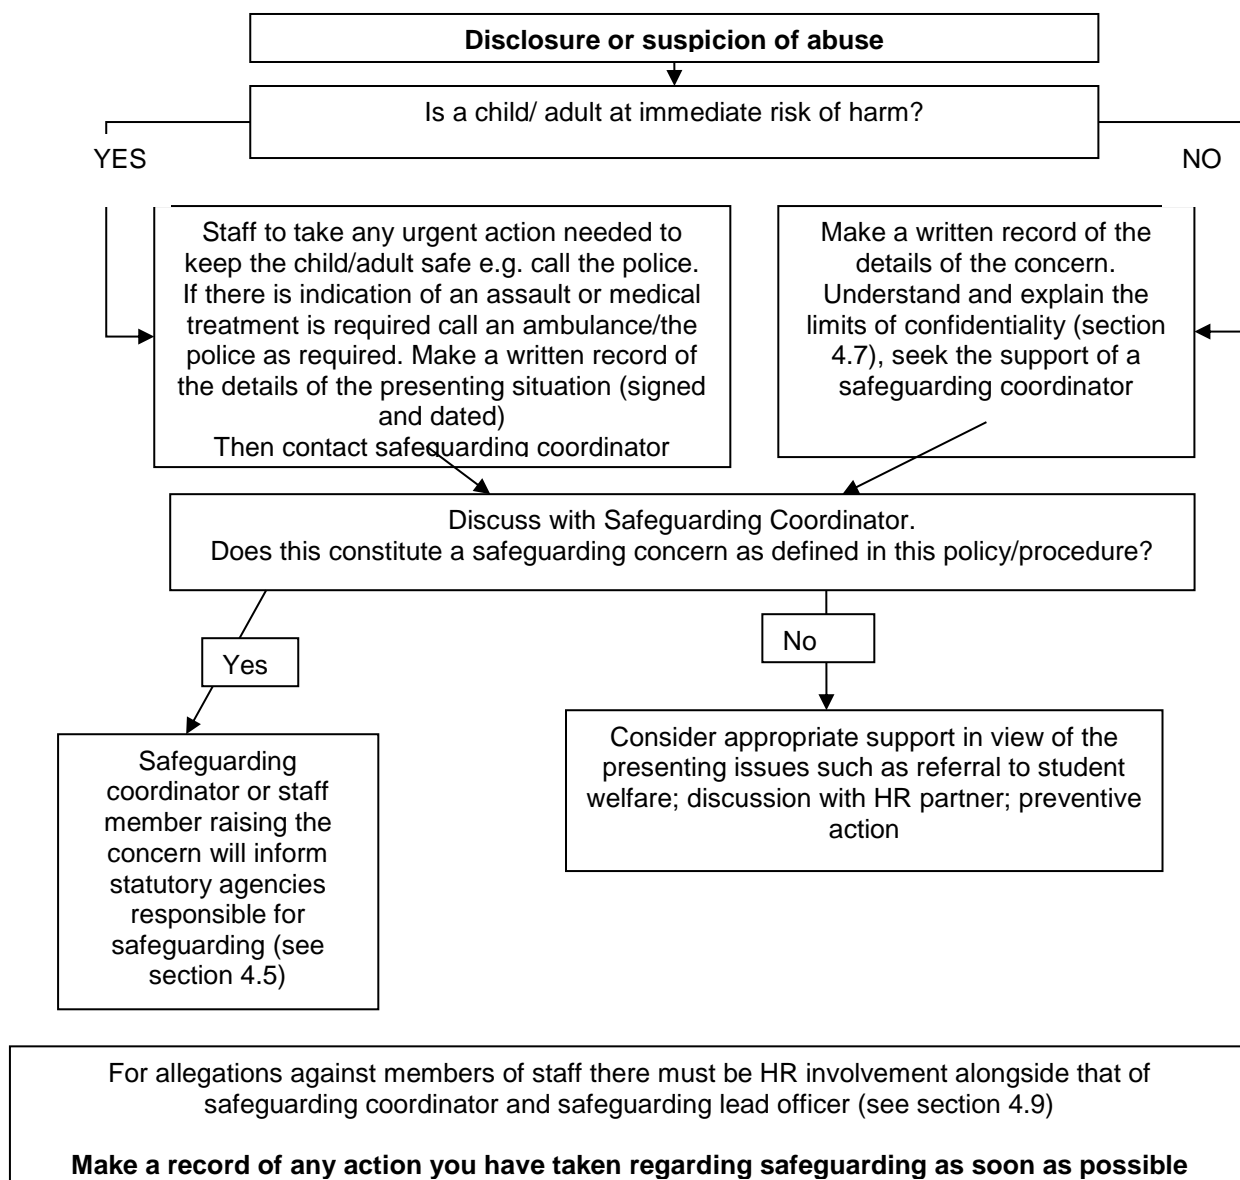 Disclosure or suspicion of abuse
Is a child/ adult at immediate risk of harm?
YES
NO
Staff to take any urgent action needed to
keep the child/adult safe e.g. call the police.
If there is indication of an assault or medical
treatment is required call an ambulance/the
police as required. Make a written record of
the details of the presenting situation (signed
and dated)
Then contact safeguarding coordinator
Make a written record of the
details of the concern.
Understand and explain the
limits of confidentiality (section
4.7), seek the support of a
safeguarding coordinator
Discuss with Safeguarding Coordinator.
Does this constitute a safeguarding concern as defined in this policy/procedure?
Yes
No
Safeguarding
coordinator or staff
member raising the
concern will inform
statutory agencies
responsible for
safeguarding (see
section 4.5)
Consider appropriate support in view of the
presenting issues such as referral to student
welfare; discussion with HR partner; preventive
action
For allegations against members of staff there must be HR involvement alongside that of
safeguarding coordinator and safeguarding lead officer (see section 4.9)
Make a record of any action you have taken regarding safeguarding as soon as possible